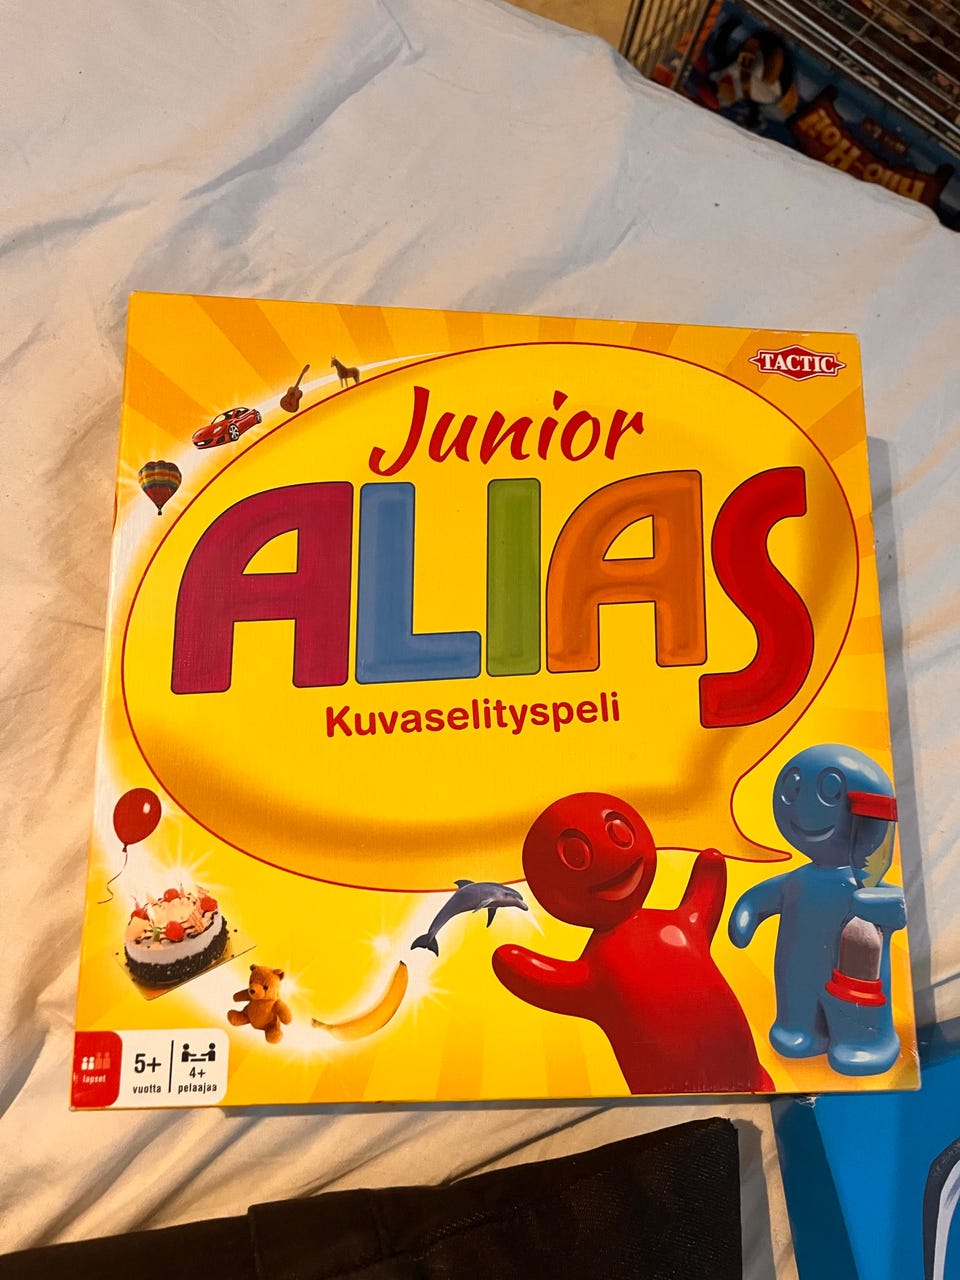 TACTIC
Junior
ALIAS
Kuvaselityspeli
lapset
5+
vuotta
4+
pelaajaa